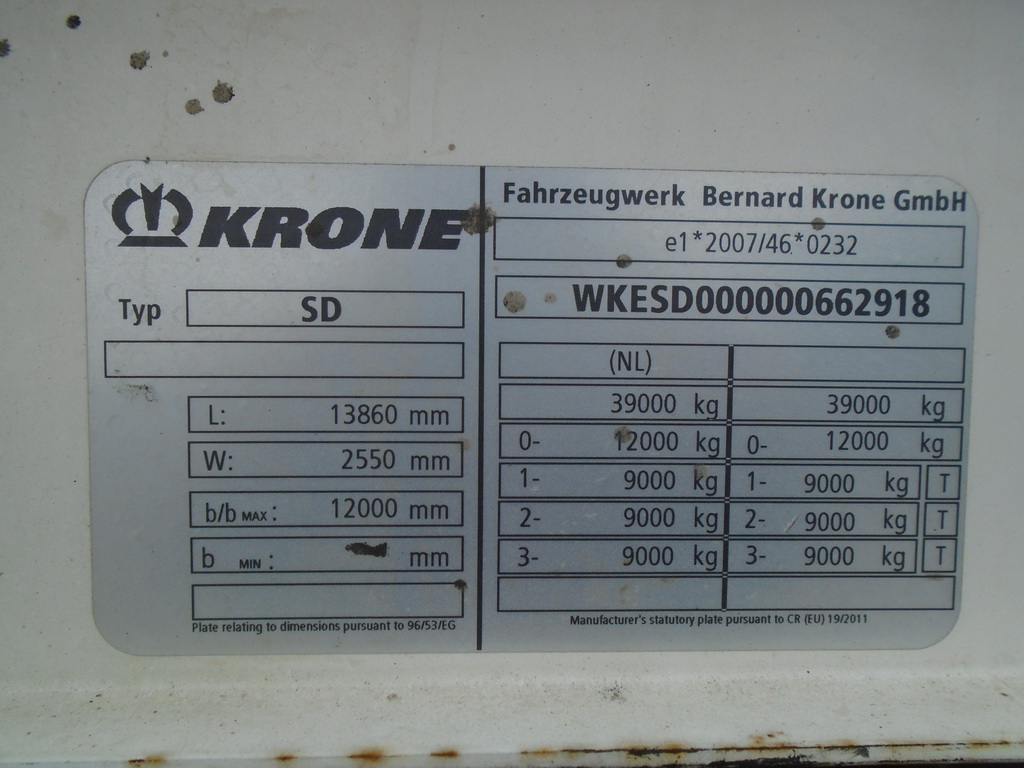 KRONE
Typ SD
L: 13860 mm
W: 2550 mm
b/b MAX: 12000 mm
b MIN: mm
Plate relating to dimensions pursuant to 96/53/EG
Fahrzeugwerk Bernard Krone GmbH
e1*2007/46*0232
WKESD000000662918
(NL)
39000 kg 39000 kg
0- 12000 kg 0- 12000 kg
1- 9000 kg 1- 9000 kg T
2- 9000 kg 2- 9000 kg T
3- 9000 kg 3- 9000 kg T
Manufacturer's statutory plate pursuant to CR (EU) 19/2011